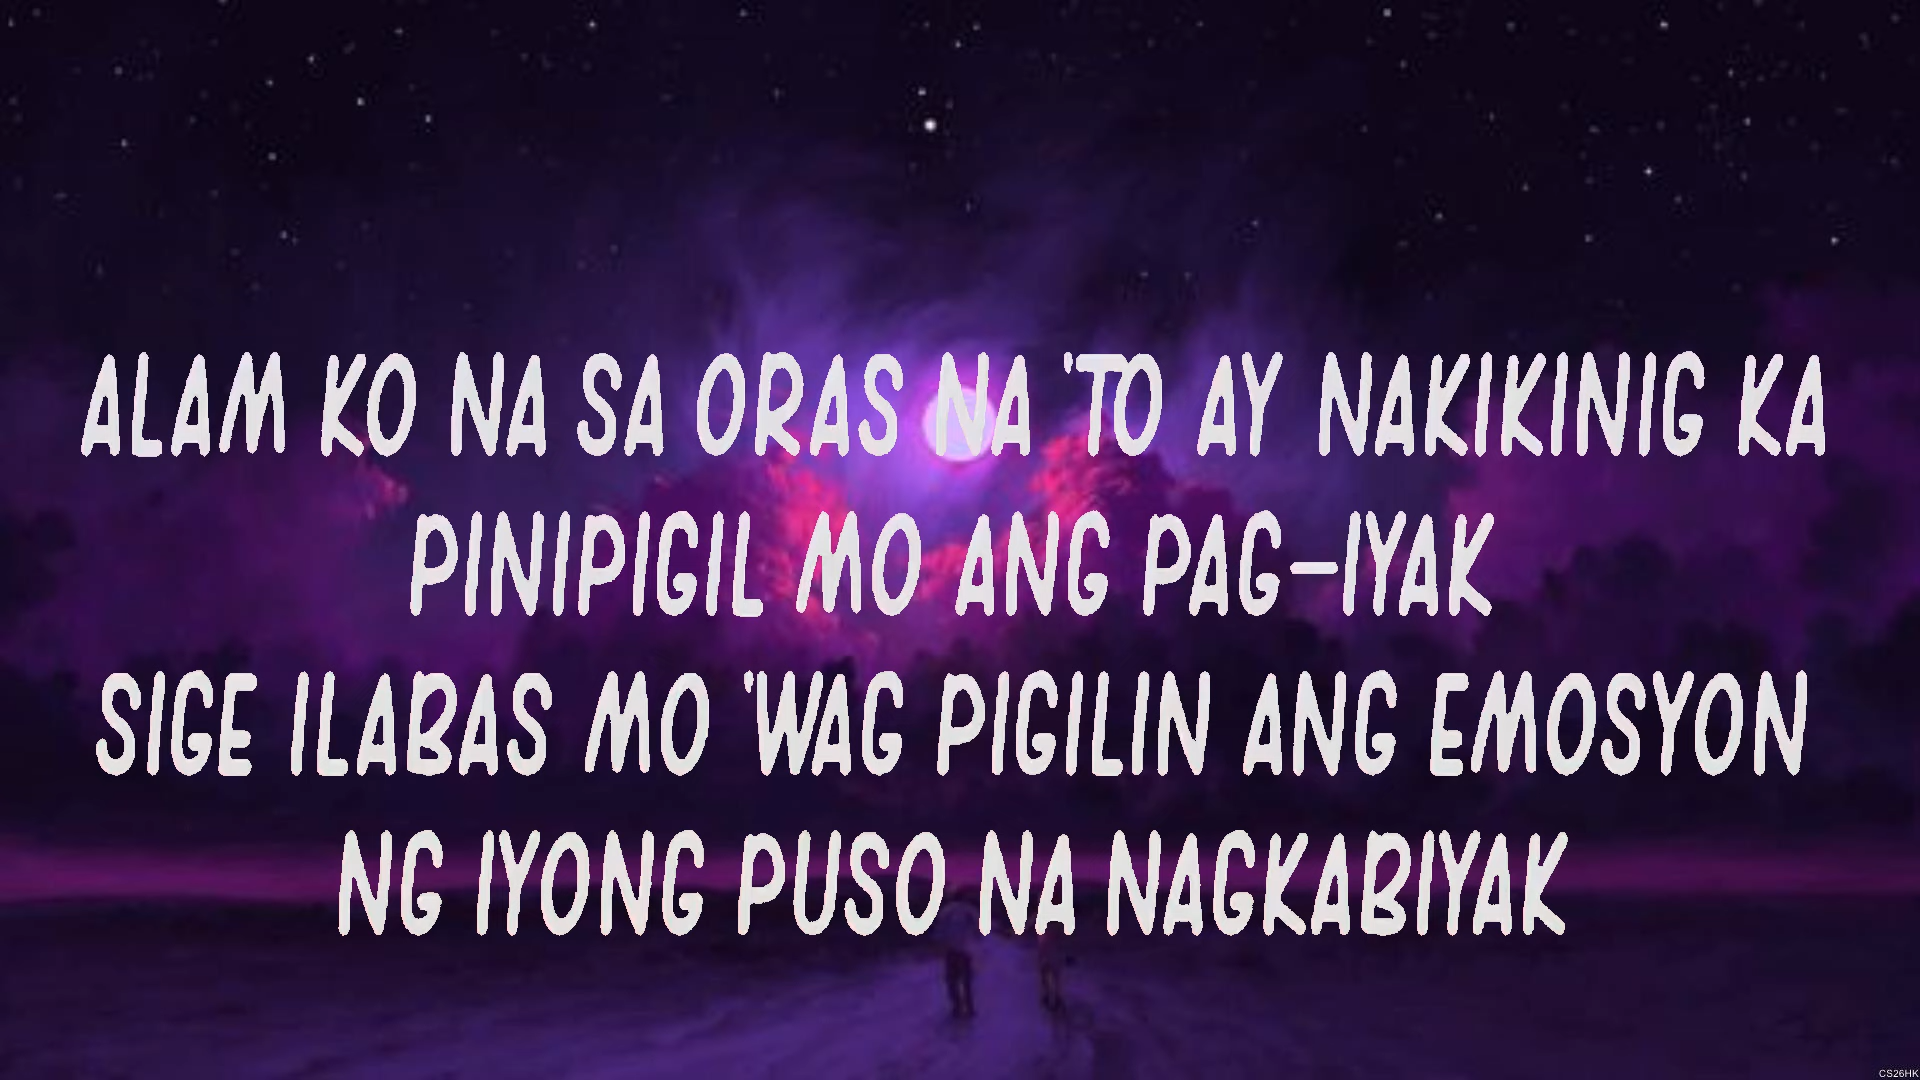 ALAM KO NA SA ORAS NA 'TO AY NAKIKINIG KA
PINIPIGIL MO ANG PAG-IYAK
SIGE ILABAS MO 'WAG PIGILIN ANG EMOSYON
NG IYONG PUSO NA NAGKABIYAK
CS26HK